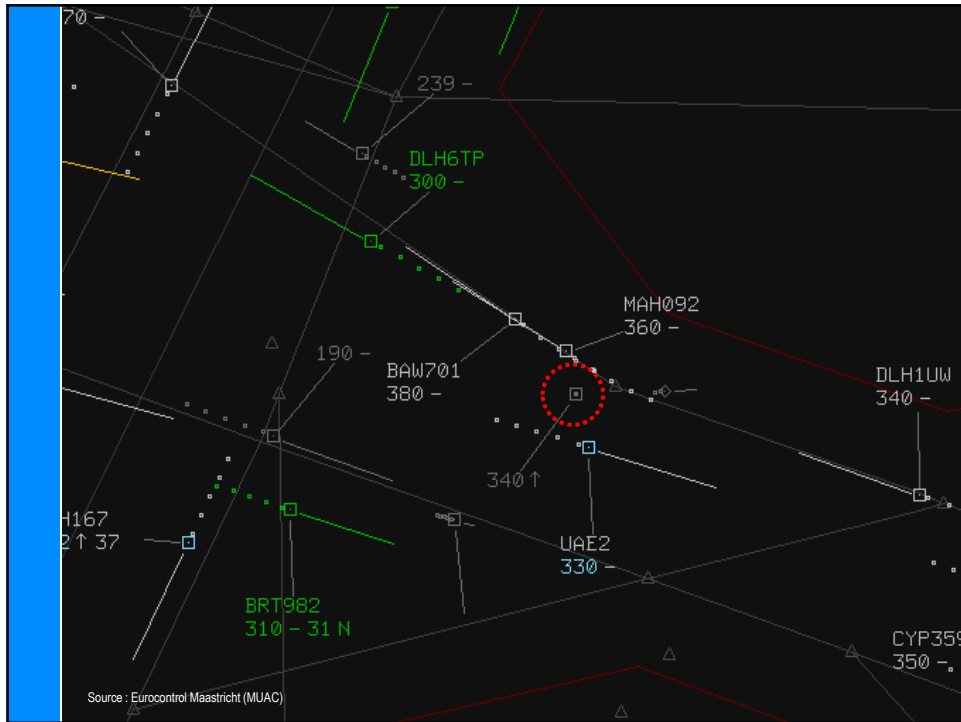 70 –
239 –
DLH6TP
300 –
MAH092
360 –
190 –
BAW701
380 –
DLH1UW
340 –
340 ↑
H167
2 ↑ 37
UAE2
330 –
BRT982
310 – 31 N
CYP359
350 –
Source : Eurocontrol Maastricht (MUAC)